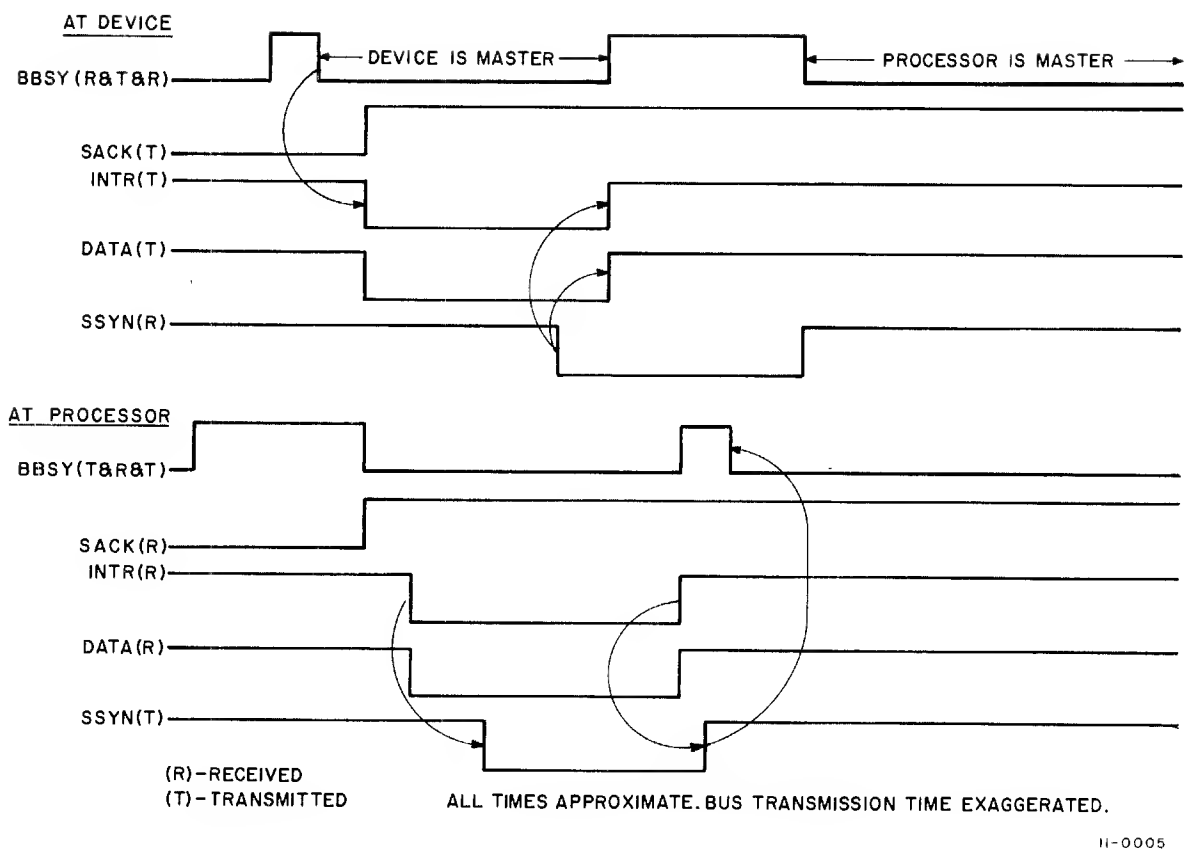 AT DEVICE
DEVICE IS MASTER
PROCESSOR IS MASTER
BBSY(R&T&R)
SACK(T)
INTR(T)
DATA(T)
SSYN(R)
AT PROCESSOR
BBSY(T&R&T)
SACK(R)
INTR(R)
DATA(R)
SSYN(T)
(R)-RECEIVED
(T)-TRANSMITTED
ALL TIMES APPROXIMATE. BUS TRANSMISSION TIME EXAGGERATED.
11-0005